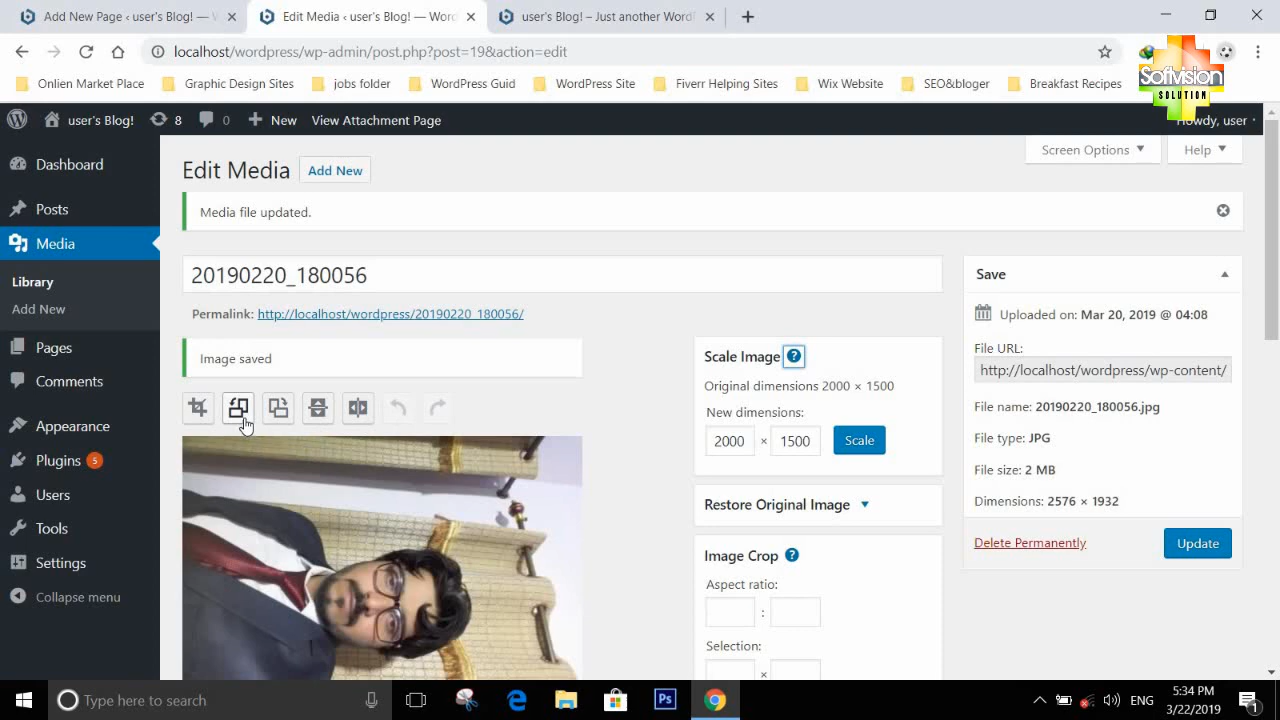 Add New Page ‹ user's Blog! — W
Edit Media ‹ user's Blog! — Wor
user's Blog! – Just another Word
localhost/wordpress/wp-admin/post.php?post=19&action=edit
Onlien Market Place
Graphic Design Sites
jobs folder
WordPress Guid
WordPress Site
Fiverr Helping Sites
Wix Website
SEO&bloger
Breakfast Recipes
SoftVision
SOLUTION
user's Blog!
8
0
New
View Attachment Page
Howdy, user
Dashboard
Posts
Media
Library
Add New
Pages
Comments
Appearance
Plugins 5
Users
Tools
Settings
Collapse menu
Screen Options
Help
Edit Media
Add New
Media file updated.
20190220_180056
Permalink: http://localhost/wordpress/20190220_180056/
Image saved
Scale Image ?
Original dimensions 2000 × 1500
New dimensions:
2000 × 1500 Scale
Restore Original Image
Image Crop ?
Aspect ratio:
:
Selection:
×
Save
Uploaded on: Mar 20, 2019 @ 04:08
File URL:
http://localhost/wordpress/wp-content/
File name: 20190220_180056.jpg
File type: JPG
File size: 2 MB
Dimensions: 2576 × 1932
Delete Permanently
Update
Type here to search
Ps
ENG
5:34 PM
3/22/2019
1